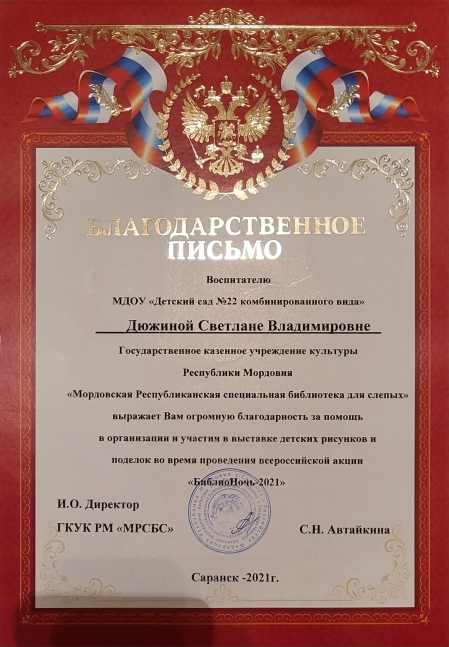 БЛАГОДАРСТВЕННОЕ
ПИСЬМО
Воспитателю
МДОУ «Детский сад №22 комбинированного вида»
Дюжиной Светлане Владимировне
Государственное казенное учреждение культуры
Республики Мордовия
«Мордовская Республиканская специальная библиотека для слепых»
выражает Вам огромную благодарность за помощь
в организации и участия в выставке детских рисунков и
поделок во время проведения всероссийской акции
«БиблиоНочь-2021»
И.О. Директор
ГКУК РМ «МРСБС» С.Н. Автайкина
Саранск -2021г.